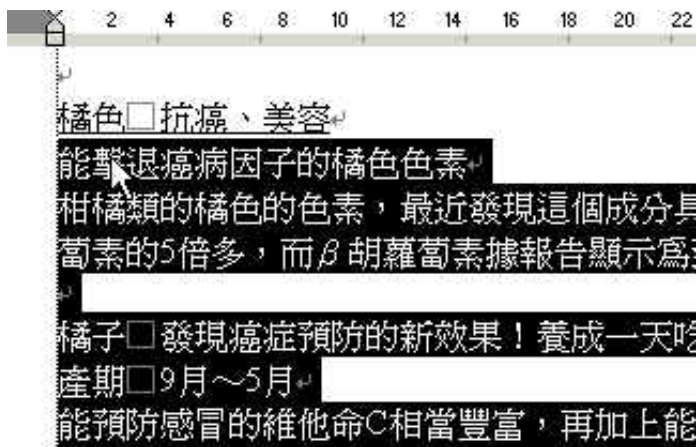 2 4 6 8 10 12 14 16 18 20 22
橘色□抗癌、美容
能擊退癌病因子的橘色色素
柑橘類的橘色的色素，最近發現這個成分具
蔔素的5倍多，而β胡蘿蔔素據報告顯示為
橘子□發現癌症預防的新效果！養成一天吃
產期□9月～5月
能預防感冒的維他命C相當豐富，再加上能